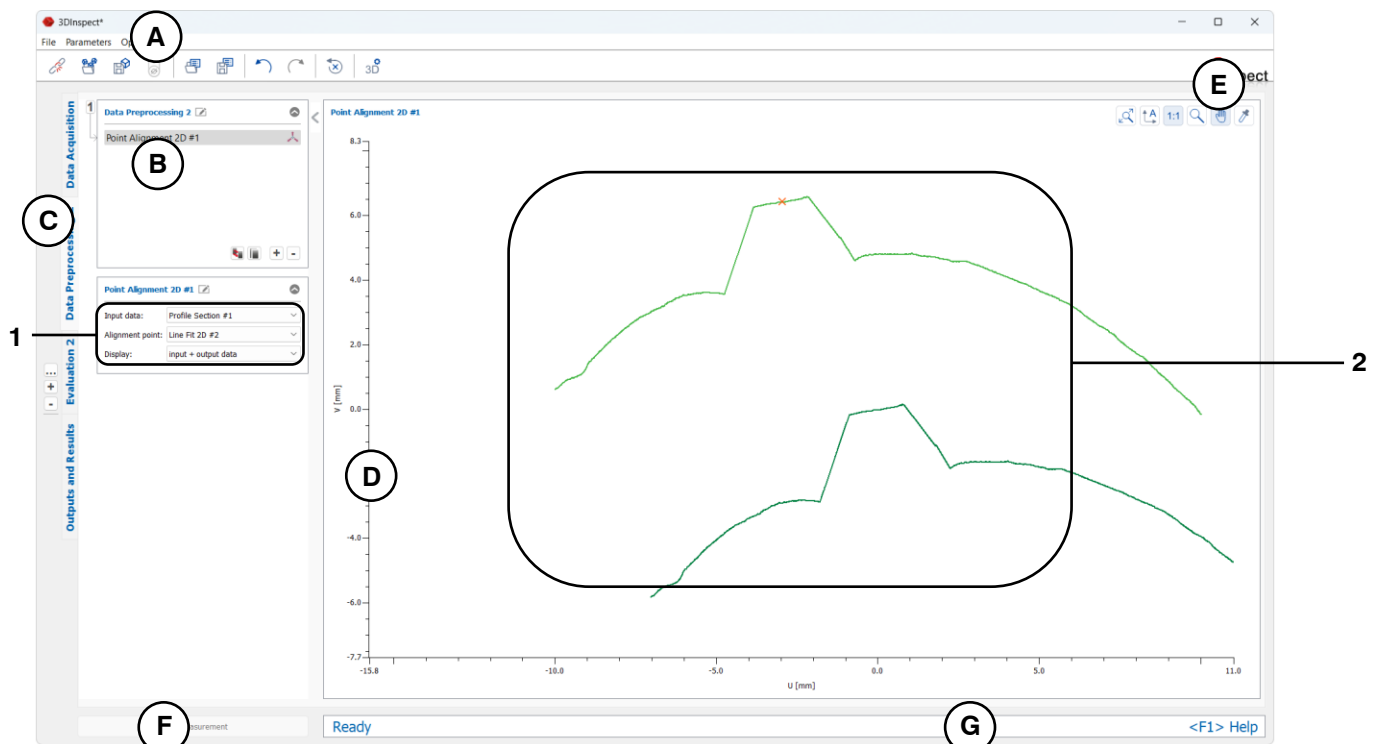 3DInspect*
File Parameters
A
3D
E
1
Data Preprocessing 2
Point Alignment 2D #1
B
C
Data Acquisition
Evaluation 2
Outputs and Results
...
+
-
+ -
Point Alignment 2D #1
Input data: Profile Section #1
Alignment point: Line Fit 2D #2
Display: input + output data
1
Point Alignment 2D #1
A 1:1
8.3
6.0
4.0
2.0
0.0
-4.0
-6.0
-7.7
V [mm]
D
2
-15.8 -10.0 -5.0 0.0 5.0 11.0
U [mm]
F
Ready
G
<F1> Help